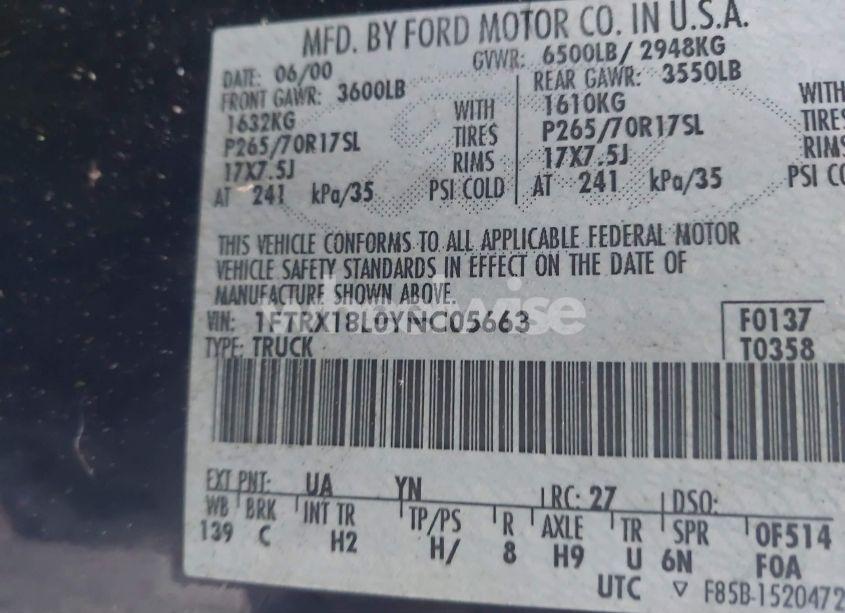 MFD. BY FORD MOTOR CO. IN U.S.A.
DATE: 06/00 GVWR: 6500LB/ 2948KG
FRONT GAWR: 3600LB REAR GAWR: 3550LB
1632KG WITH 1610KG WITH
P265/70R17SL TIRES P265/70R17SL TIRES
17X7.5J RIMS 17X7.5J RIMS
AT 241 kPa/35 PSI COLD AT 241 kPa/35 PSI CO
THIS VEHICLE CONFORMS TO ALL APPLICABLE FEDERAL MOTOR
VEHICLE SAFETY STANDARDS IN EFFECT ON THE DATE OF
MANUFACTURE SHOWN ABOVE.
VIN: 1FTRX18L0YNC05663 F0137
TYPE: TRUCK T0358
EXT PNT: UA YN RC: 27 DSO:
WB BRK INT TR TP/PS R AXLE TR SPR OF514
139 C H2 H/ 8 H9 U 6N FOA
UTC ▽ F85B-1520472